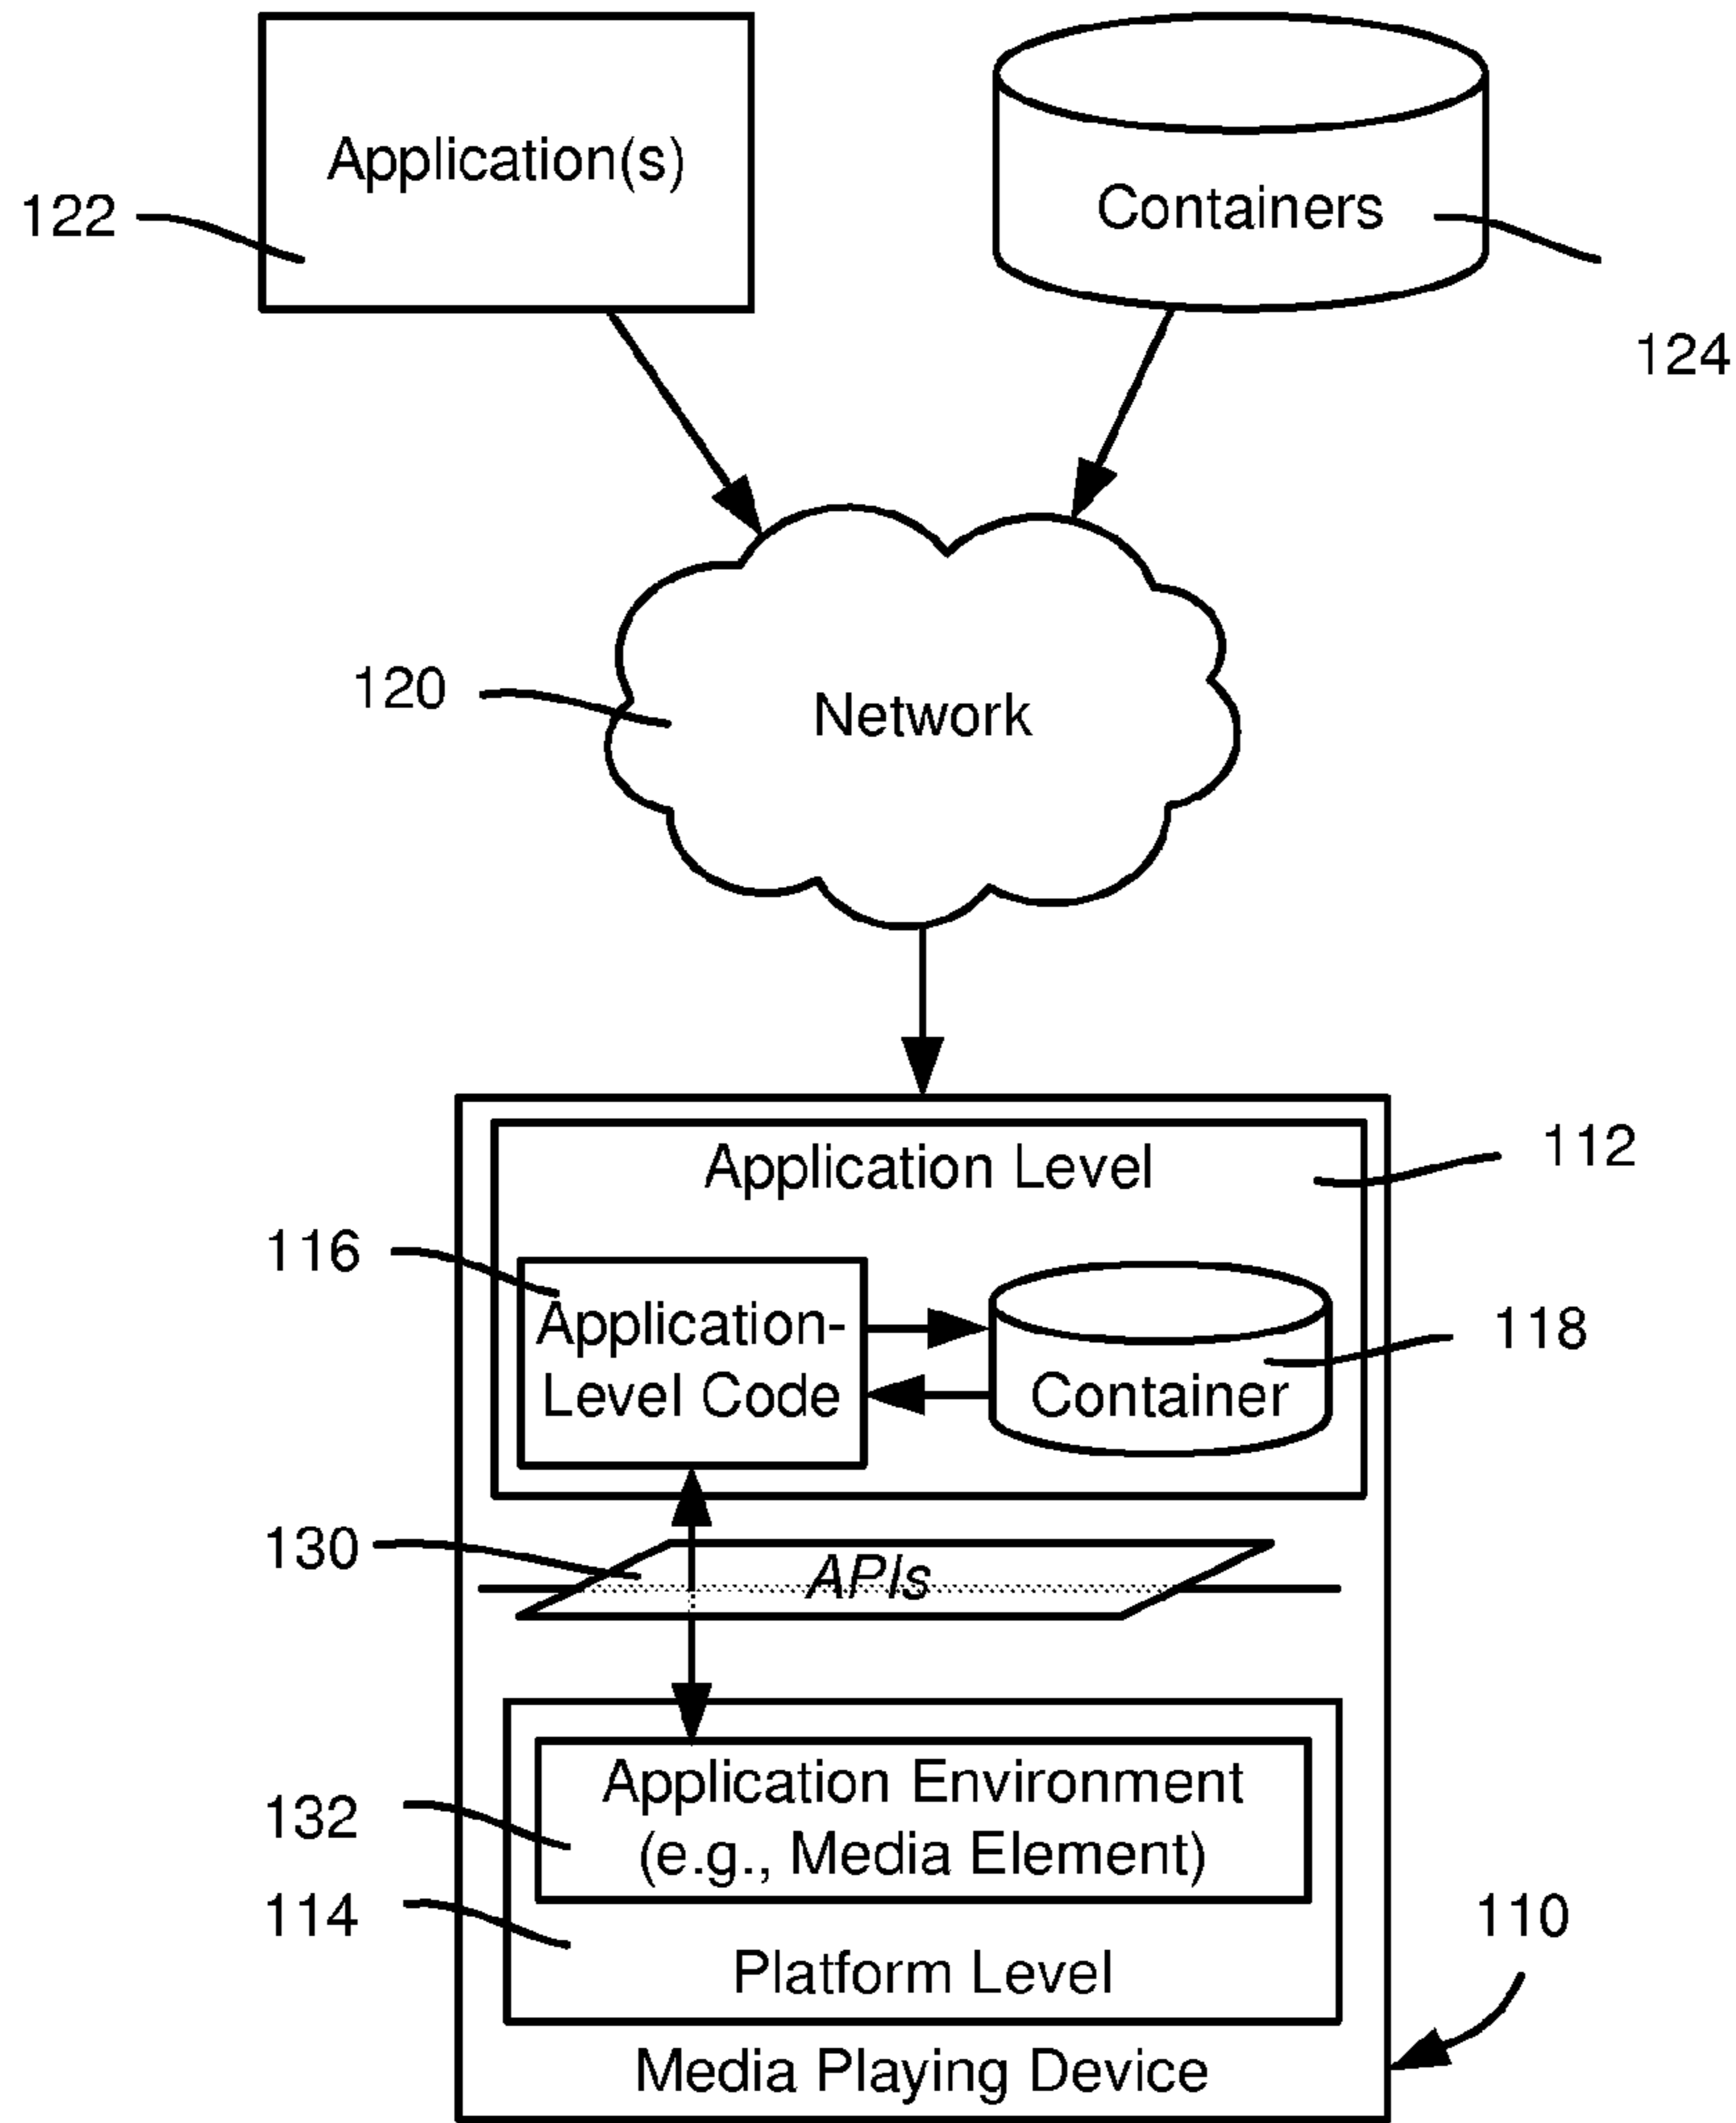 Application(s)
122
Containers
124
120
Network
Application Level
112
116
Application-
Level Code
Container
118
130
APIs
Application Environment
(e.g., Media Element)
132
114
Platform Level
110
Media Playing Device